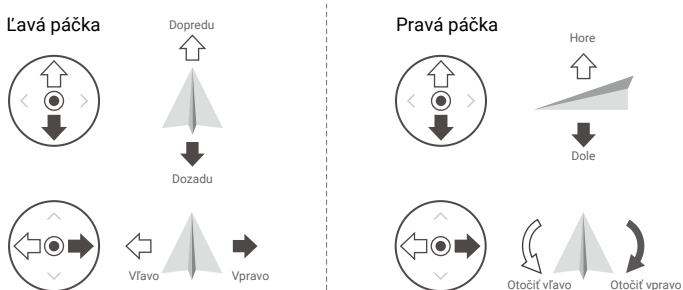 Ľavá páčka
Dopredu
Dozadu
Vľavo
Vpravo
Pravá páčka
Hore
Dole
Otočiť vľavo
Otočiť vpravo